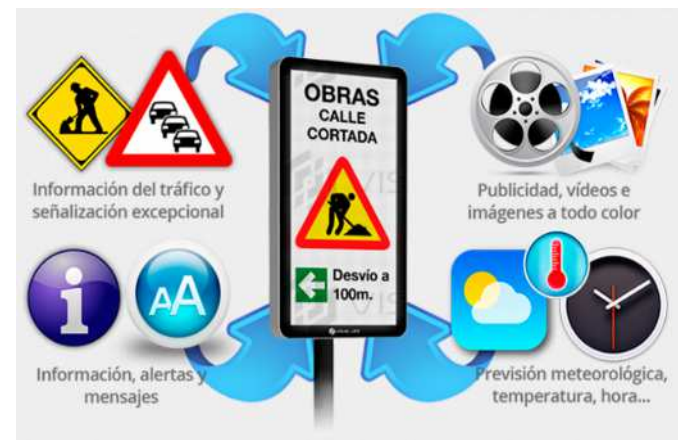 OBRAS
CALLE
CORTADA
Desvío a
100m.
Información del tráfico y
señalización excepcional
Publicidad, vídeos e
imágenes a todo color
i
AA
Información, alertas y
mensajes
Previsión meteorológica,
temperatura, hora...